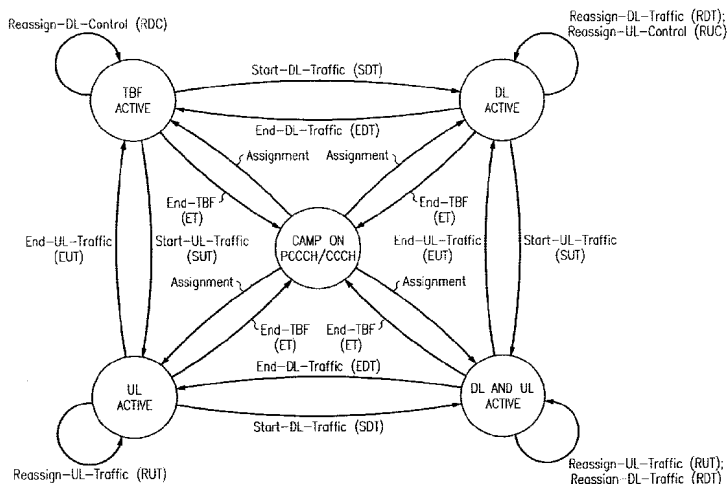 Reassign-DL-Control (RDC)
Reassign-DL-Traffic (RDT);
Reassign-UL-Control (RUC)
TBF
ACTIVE
Start-DL-Traffic (SDT)
DL
ACTIVE
End-DL-Traffic (EDT)
Assignment
Assignment
End-TBF
(ET)
End-TBF
(ET)
End-UL-Traffic
(EUT)
Start-UL-Traffic
(SUT)
CAMP ON
PCCCH/CCCH
End-UL-Traffic
(EUT)
Start-UL-Traffic
(SUT)
Assignment
Assignment
End-TBF
(ET)
End-TBF
(ET)
End-DL-Traffic (EDT)
UL
ACTIVE
DL AND UL
ACTIVE
Start-DL-Traffic (SDT)
Reassign-UL-Traffic (RUT)
Reassign-UL-Traffic (RUT);
Reassign-DL-Traffic (RDT)